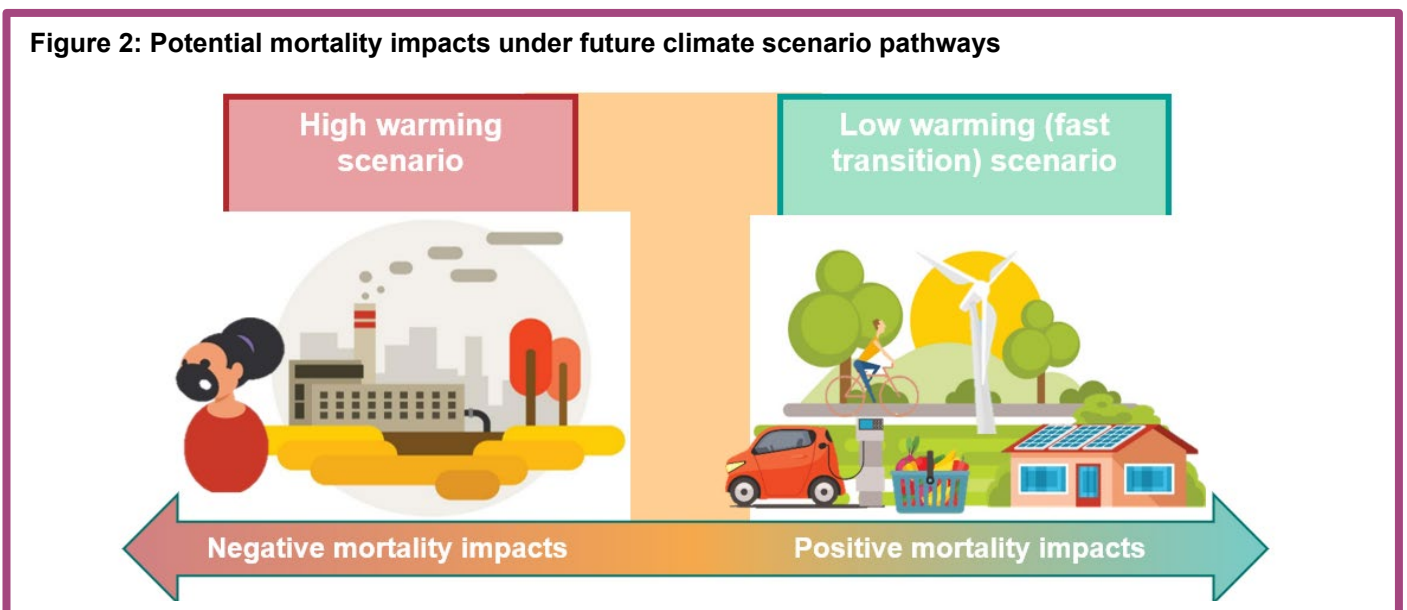 Figure 2: Potential mortality impacts under future climate scenario pathways
High warming
scenario
Low warming (fast
transition) scenario
Negative mortality impacts
Positive mortality impacts